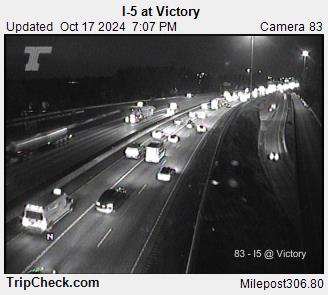 I-5 at Victory
Updated Oct 17 2024 7:07 PM Camera 83
T
N
83 - I5 @ Victory
TripCheck.com Milepost306.80